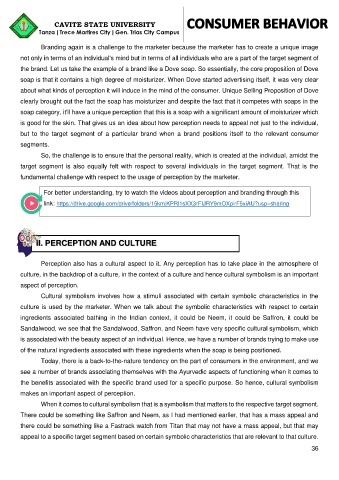 CAVITE STATE UNIVERSITY
Tanza | Trece Martires City | Gen. Trias City Campus
CONSUMER BEHAVIOR
Branding again is a challenge to the marketer because the marketer has to create a unique image
not only in terms of an individual's mind but in terms of all individuals who are a part of the target segment of
the brand. Let us take the example of a brand like a Dove soap. So essentially, the core proposition of Dove
soap is that it contains a high degree of moisturizer. When Dove started advertising itself, it was very clear
about what kinds of perception it will induce in the mind of the consumer. Unique Selling Proposition of Dove
clearly brought out the fact the soap has moisturizer and despite the fact that it competes with soaps in the
soap category, it'll have a unique perception that this is a soap with a significant amount of moisturizer which
is good for the skin. That gives us an idea about how perception needs to appeal not just to the individual,
but to the target segment of a particular brand when a brand positions itself to the relevant consumer
segments.
So, the challenge is to ensure that the personal reality, which is created at the individual, amidst the
target segment is also equally felt with respect to several individuals in the target segment. That is the
fundamental challenge with respect to the usage of perception by the marketer.
For better understanding, try to watch the videos about perception and branding through this
link:
II. PERCEPTION AND CULTURE
Perception also has a cultural aspect to it. Any perception has to take place in the atmosphere of
culture, in the backdrop of a culture, in the context of a culture and hence cultural symbolism is an important
aspect of perception.
Cultural symbolism involves how a stimuli associated with certain symbolic characteristics in the
culture is used by the marketer. When we talk about the symbolic characteristics with respect to certain
ingredients associated bathing in the Indian context, it could be Neem, it could be Saffron, it could be
Sandalwood, we see that the Sandalwood, Saffron, and Neem have very specific cultural symbolism, which
is associated with the beauty aspect of an individual. Hence, we have a number of brands trying to make use
of the natural ingredients associated with these ingredients when the soap is being positioned.
Today, there is a back-to-the-nature tendency on the part of consumers in the environment, and we
see a number of brands associating themselves with the Ayurvedic aspects of functioning when it comes to
the benefits associated with the specific brand used for a specific purpose. So hence, cultural symbolism
makes an important aspect of perception.
When it comes to cultural symbolism that is a symbolism that matters to the respective target segment.
There could be something like Saffron and Neem, as I had mentioned earlier, that has a mass appeal and
there could be something like a Fastrack watch from Titan that may not have a mass appeal, but that may
appeal to a specific target segment based on certain symbolic characteristics that are relevant to that culture.
36